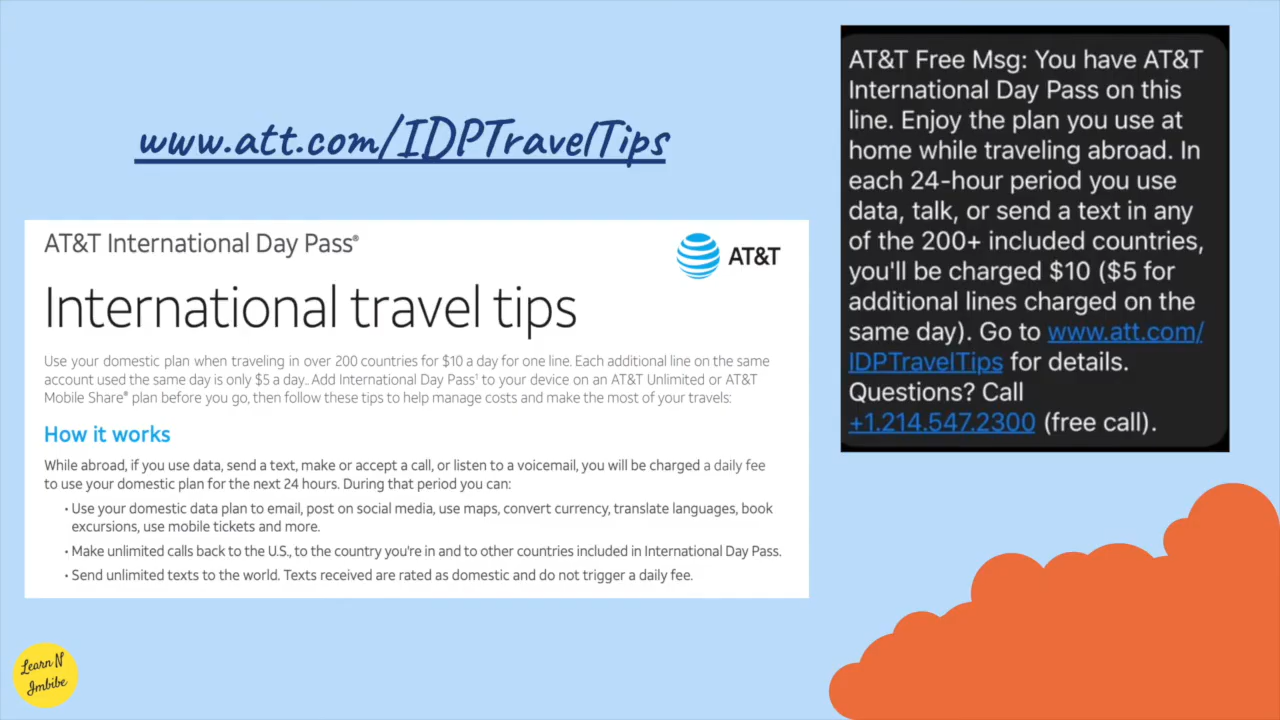 www.att.com/IDPTravelTips
AT&T International Day Pass®
AT&T
International travel tips
Use your domestic plan when traveling in over 200 countries for $10 a day for one line. Each additional line on the same
account used the same day is only $5 a day.. Add International Day Pass¹ to your device on an AT&T Unlimited or AT&T
Mobile Share® plan before you go, then follow these tips to help manage costs and make the most of your travels:
How it works
While abroad, if you use data, send a text, make or accept a call, or listen to a voicemail, you will be charged a daily fee
to use your domestic plan for the next 24 hours. During that period you can:
• Use your domestic data plan to email, post on social media, use maps, convert currency, translate languages, book
excursions, use mobile tickets and more.
• Make unlimited calls back to the U.S., to the country you're in and to other countries included in International Day Pass.
• Send unlimited texts to the world. Texts received are rated as domestic and do not trigger a daily fee.
AT&T Free Msg: You have AT&T
International Day Pass on this
line. Enjoy the plan you use at
home while traveling abroad. In
each 24-hour period you use
data, talk, or send a text in any
of the 200+ included countries,
you'll be charged $10 ($5 for
additional lines charged on the
same day). Go to www.att.com/
IDPTravelTips for details.
Questions? Call
+1.214.547.2300 (free call).
Learn N
Imbibe